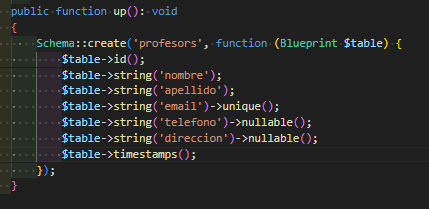 public function up(): void
{
    Schema::create('profesors', function (Blueprint $table) {
        $table->id();
        $table->string('nombre');
        $table->string('apellido');
        $table->string('email')->unique();
        $table->string('telefono')->nullable();
        $table->string('direccion')->nullable();
        $table->timestamps();
    });
}